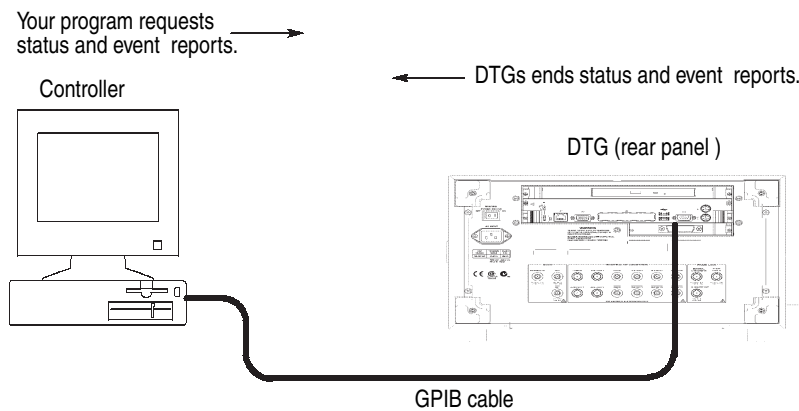 Your program requests
status and event reports.
DTGs ends status and event reports.
Controller
DTG (rear panel )
GPIB cable